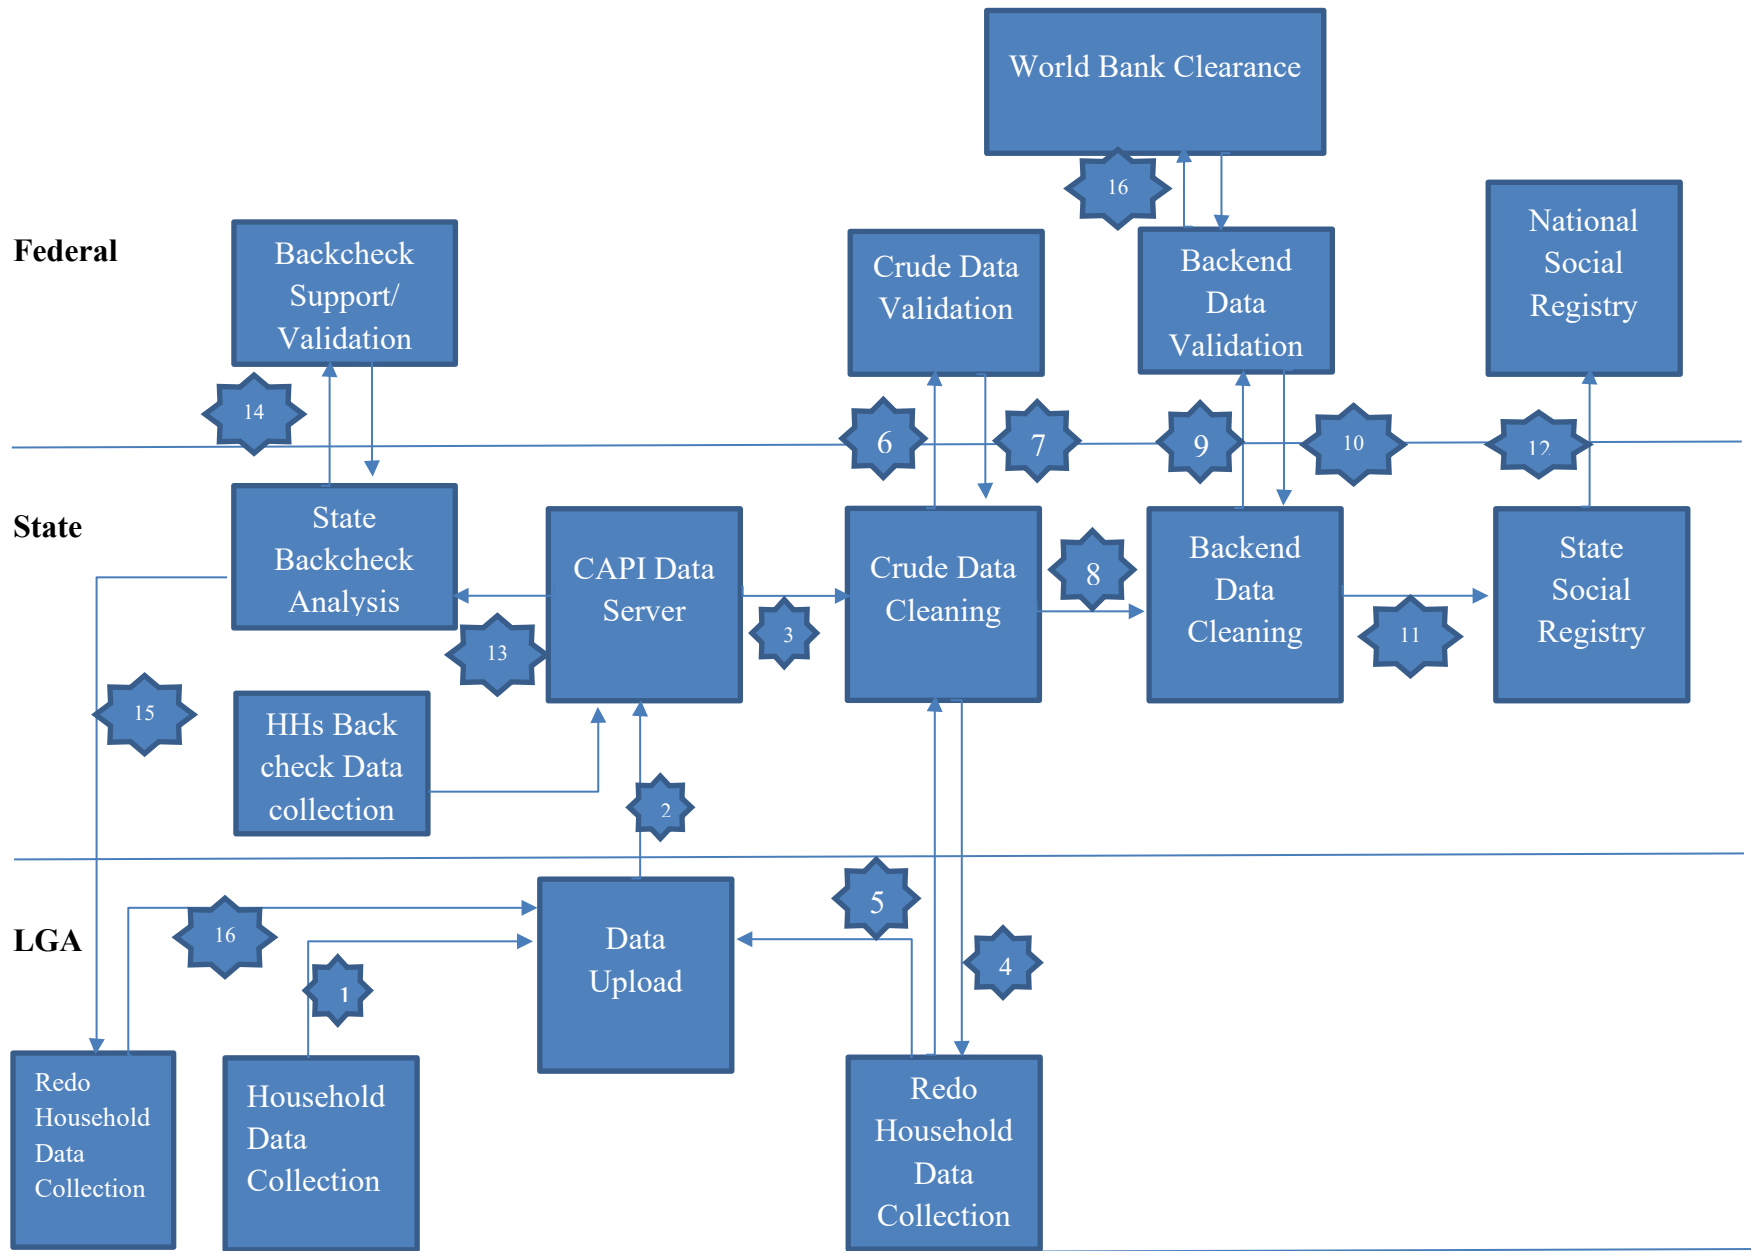 World Bank Clearance
16
National
Social
Registry
Federal
Backcheck
Support/
Validation
Crude Data
Validation
Backend
Data
Validation
14
6
7
9
10
12
State
State
Backcheck
Analysis
CAPI Data
Server
Crude Data
Cleaning
8
Backend
Data
Cleaning
State
Social
Registry
13
3
11
15
HHs Back
check Data
collection
2
5
LGA
16
Data
Upload
1
4
Redo
Household
Data
Collection
Household
Data
Collection
Redo
Household
Data
Collection